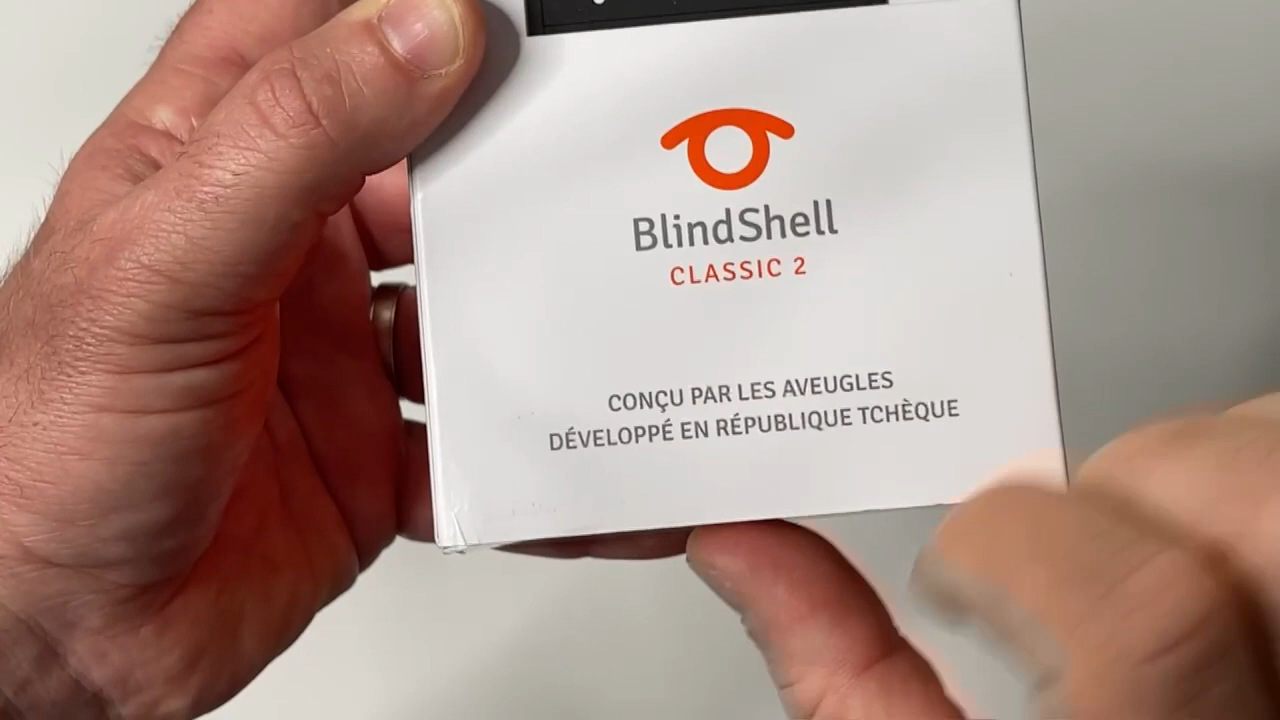 BlindShell
CLASSIC 2
CONÇU PAR LES AVEUGLES
DÉVELOPPÉ EN RÉPUBLIQUE TCHÈQUE